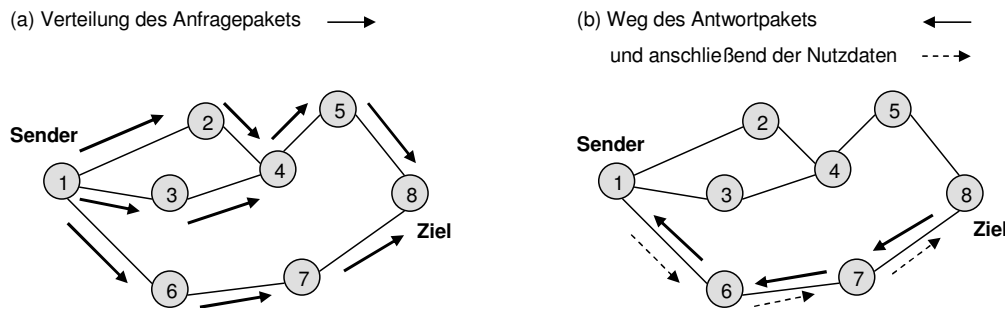 (a) Verteilung des Anfragepakets
(b) Weg des Antwortpakets
und anschließend der Nutzdaten
Sender
1
2
3
4
5
6
7
8
Ziel
Sender
1
2
3
4
5
6
7
8
Ziel